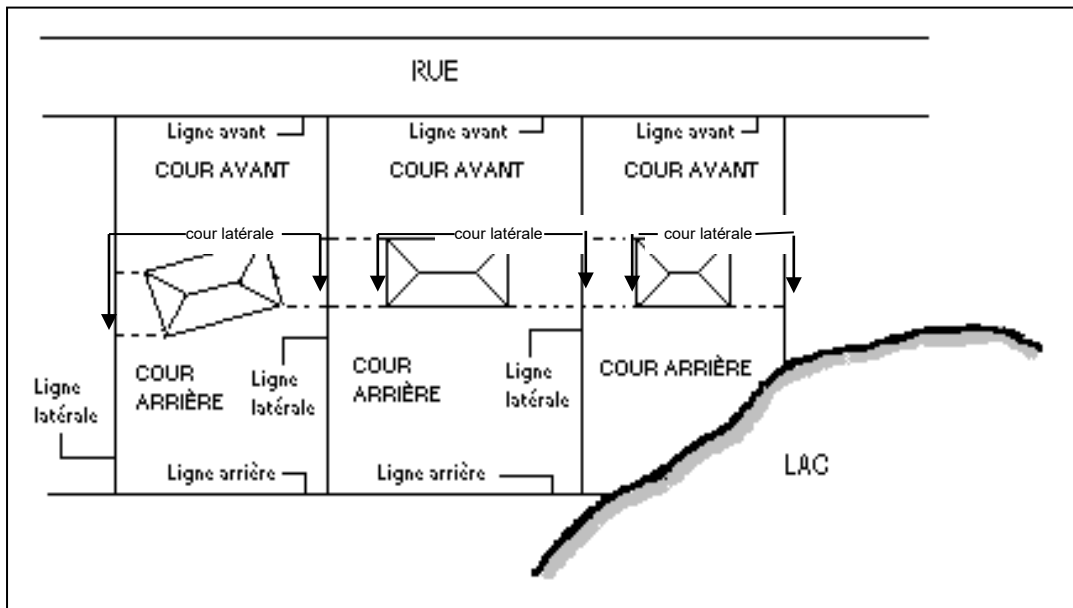 RUE
Ligne avant
Ligne avant
Ligne avant
COUR AVANT
COUR AVANT
COUR AVANT
cour latérale
cour latérale
cour latérale
COUR
ARRIÈRE
Ligne
latérale
COUR
ARRIÈRE
Ligne
latérale
COUR ARRIÈRE
Ligne
latérale
Ligne arrière
Ligne arrière
LAC